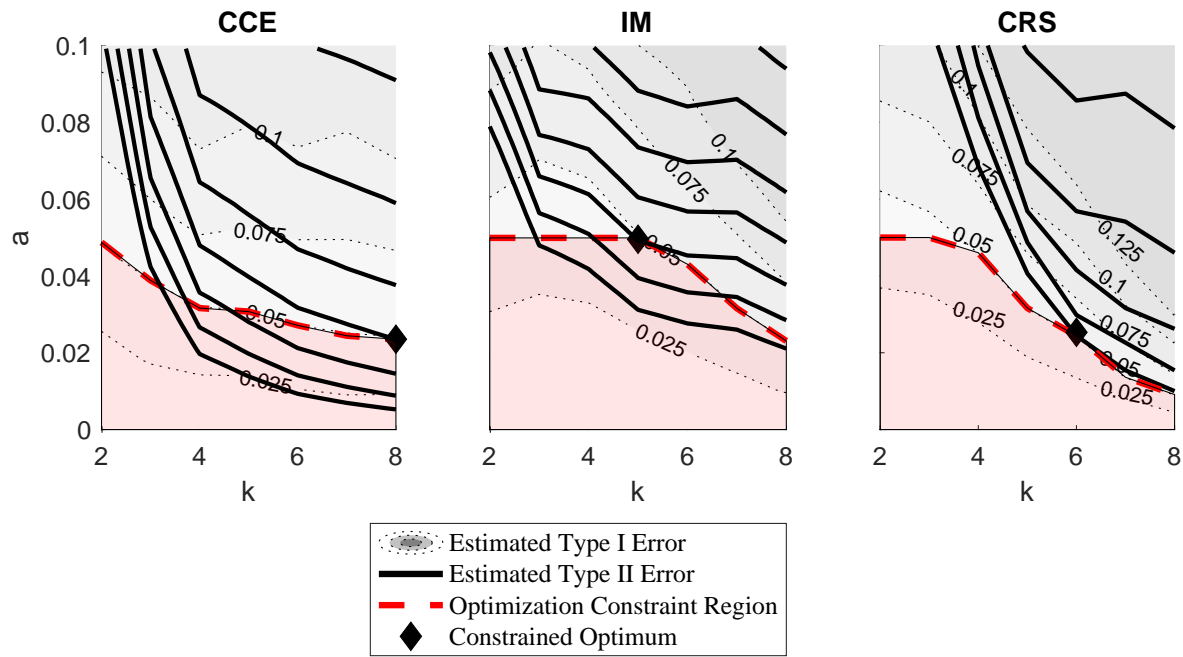 CCE
IM
CRS
0.1
0.08
0.06
0.04
0.02
0
a
0.1
0.075
0.05
0.025
2 4 6 8
k
0.1
0.075
0.05
0.025
2 4 6 8
k
0.1
0.075
0.125
0.05
0.1
0.075
0.05
0.025
0.025
2 4 6 8
k
Estimated Type I Error
Estimated Type II Error
Optimization Constraint Region
Constrained Optimum